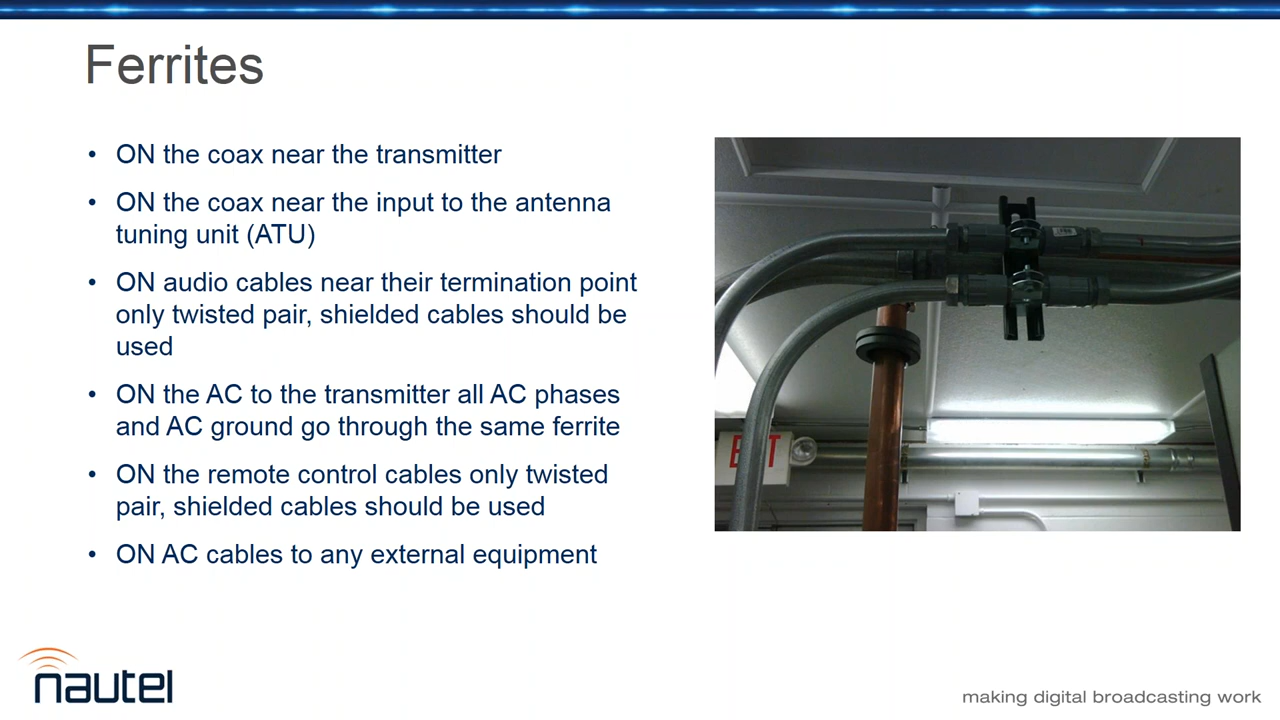 Ferrites
• ON the coax near the transmitter
• ON the coax near the input to the antenna
tuning unit (ATU)
• ON audio cables near their termination point
only twisted pair, shielded cables should be
used
• ON the AC to the transmitter all AC phases
and AC ground go through the same ferrite
• ON the remote control cables only twisted
pair, shielded cables should be used
• ON AC cables to any external equipment
EXIT
nautel
making digital broadcasting work